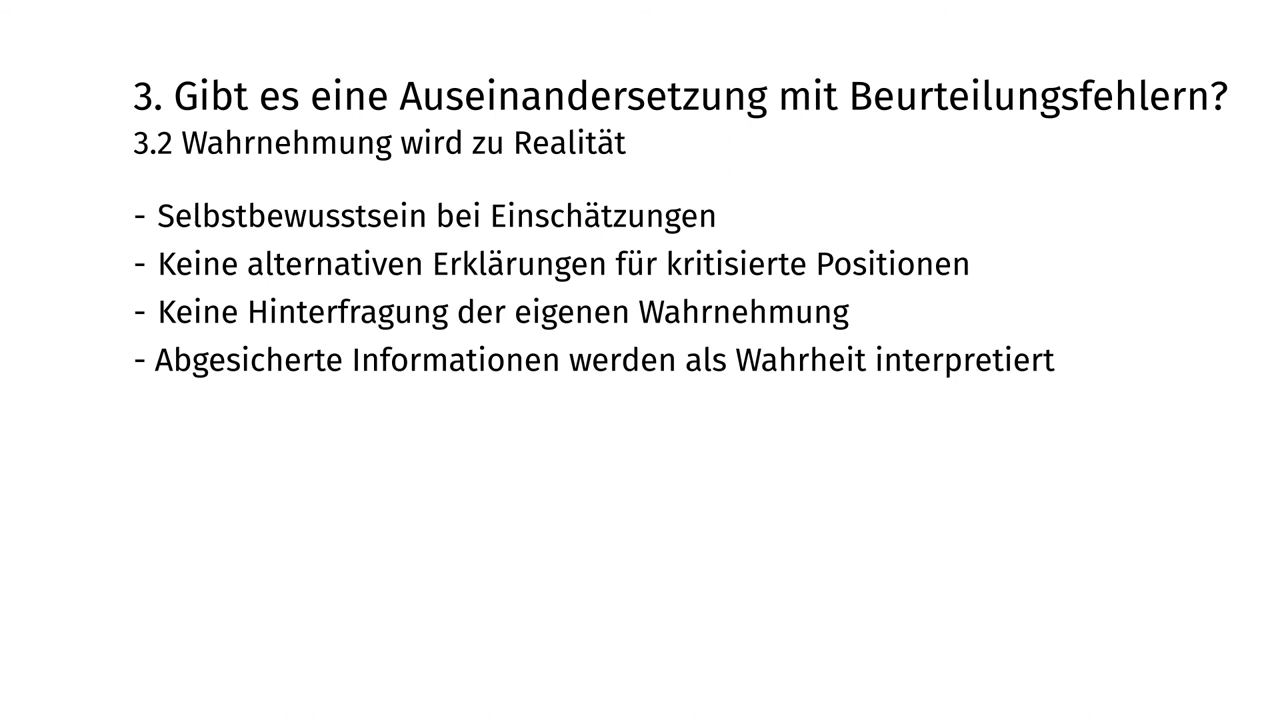 3. Gibt es eine Auseinandersetzung mit Beurteilungsfehlern?
3.2 Wahrnehmung wird zu Realität
- Selbstbewusstsein bei Einschätzungen
- Keine alternativen Erklärungen für kritisierte Positionen
- Keine Hinterfragung der eigenen Wahrnehmung
- Abgesicherte Informationen werden als Wahrheit interpretiert